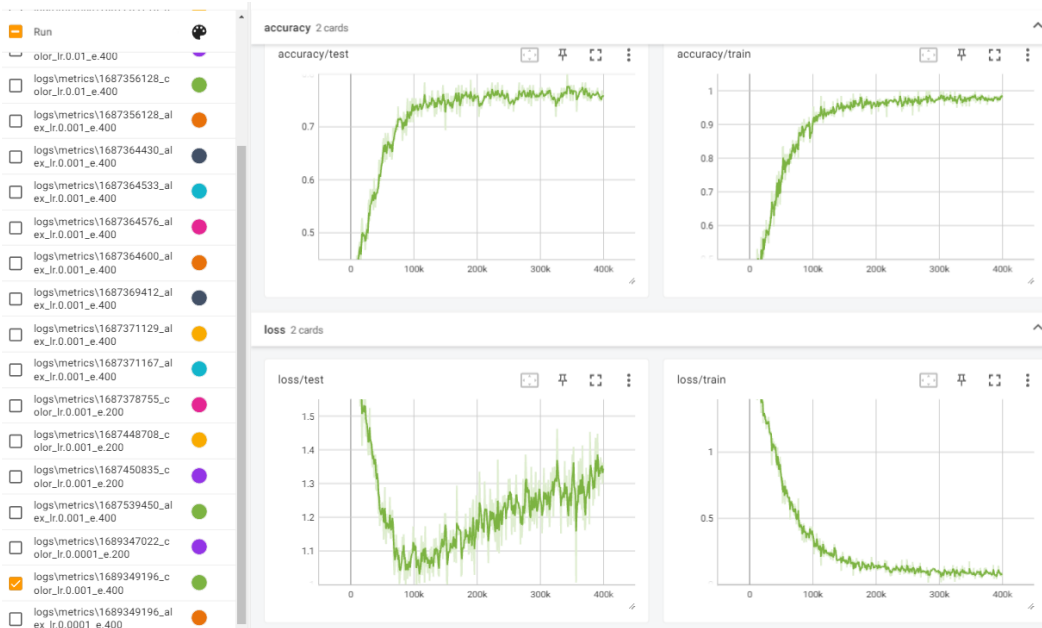 Run
olor_lr.0.01_e.400
logs\metrics\1687356128_c
olor_lr.0.01_e.400
logs\metrics\1687356128_al
ex_lr.0.001_e.400
logs\metrics\1687364430_al
ex_lr.0.001_e.400
logs\metrics\1687364533_al
ex_lr.0.001_e.400
logs\metrics\1687364576_al
ex_lr.0.001_e.400
logs\metrics\1687364600_al
ex_lr.0.001_e.400
logs\metrics\1687369412_al
ex_lr.0.001_e.400
logs\metrics\1687371129_al
ex_lr.0.001_e.400
logs\metrics\1687371167_al
ex_lr.0.001_e.400
logs\metrics\1687378755_c
olor_lr.0.001_e.200
logs\metrics\1687448708_c
olor_lr.0.001_e.200
logs\metrics\1687450835_c
olor_lr.0.001_e.200
logs\metrics\1687539450_al
ex_lr.0.001_e.400
logs\metrics\1689347022_c
olor_lr.0.0001_e.200
logs\metrics\1689349196_c
olor_lr.0.0001_e.400
logs\metrics\1689349196_al
ex_lr.0.0001_e.400
accuracy 2 cards
accuracy/test
0.7
0.6
0.5
0 100k 200k 300k 400k
accuracy/train
1
0.9
0.8
0.7
0.6
0 100k 200k 300k 400k
loss 2 cards
loss/test
1.5
1.4
1.3
1.2
1.1
0 100k 200k 300k 400k
loss/train
1
0.5
0 100k 200k 300k 400k